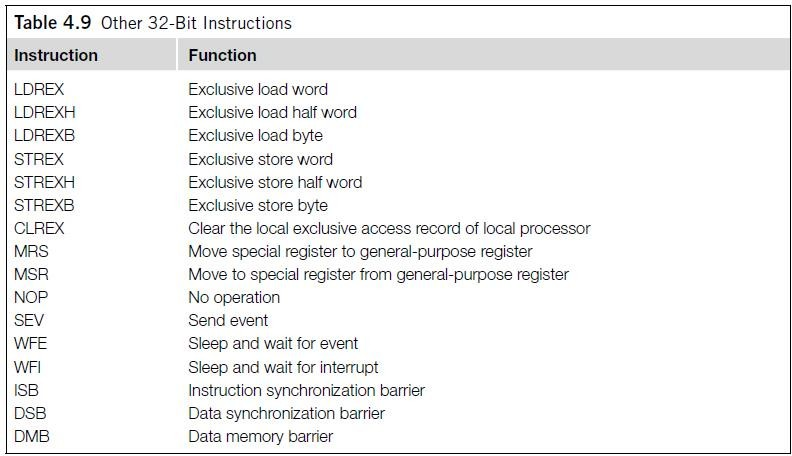 Table 4.9 Other 32-Bit Instructions
Instruction Function
LDREX Exclusive load word
LDREXH Exclusive load half word
LDREXB Exclusive load byte
STREX Exclusive store word
STREXH Exclusive store half word
STREXB Exclusive store byte
CLREX Clear the local exclusive access record of local processor
MRS Move special register to general-purpose register
MSR Move to special register from general-purpose register
NOP No operation
SEV Send event
WFE Sleep and wait for event
WFI Sleep and wait for interrupt
ISB Instruction synchronization barrier
DSB Data synchronization barrier
DMB Data memory barrier